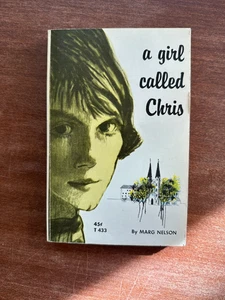 a girl
called
Chris
45¢
T 433
By MARG NELSON